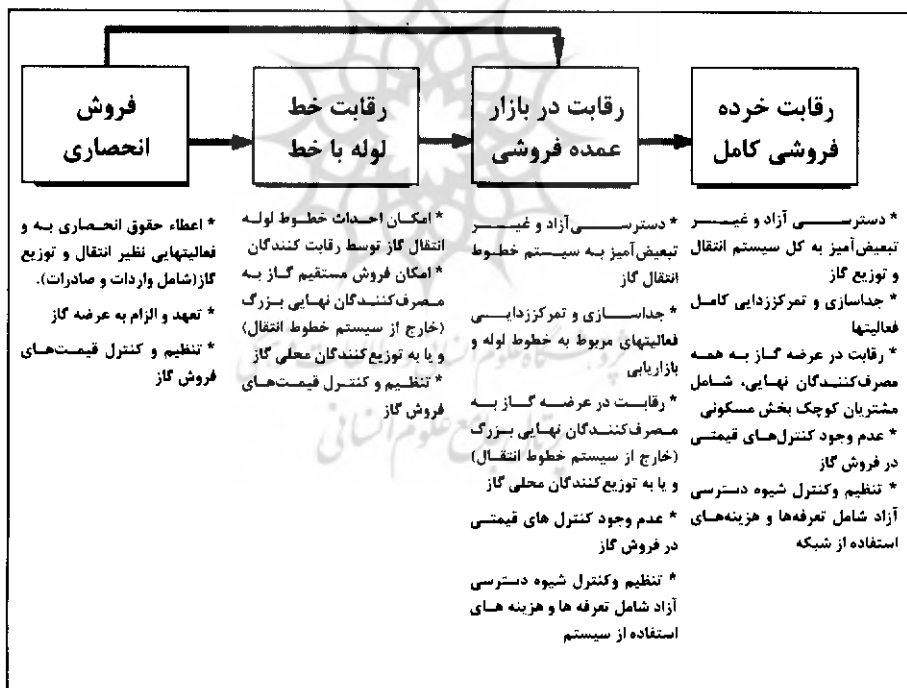 فروش
انحصاری
رقابت خط
لوله با خط
رقابت در بازار
عمده فروشی
رقابت خرده
فروشی کامل
* اعطاء حقوق انحصاری به و
فعالیتهایی نظیر انتقال و توزیع
گاز(شامل واردات و صادرات).
* تعهد و الزام به عرضه گاز
* تنظیم و کنترل قیمت‌های
فروش گاز
* امکان احداث خطوط لوله
انتقال گاز توسط رقابت کنندگان
* امکان فروش مستقیم گاز به
مصرف‌کنندگان نهایی بزرگ
(خارج از سیستم خطوط انتقال)
و یا به توزیع‌کنندگان محلی گاز
* تنظیم و کنترل قیمت‌های
فروش گاز
* دسترسی آزاد و غیر
تبعیض‌آمیز به سیستم خطوط
انتقال گاز
* جداسازی و تمرکززدایی
فعالیتهای مربوط به خطوط لوله و
بازاریابی
* رقابت در عرضه گاز به
مصرف‌کنندگان نهایی بزرگ
(خارج از سیستم خطوط انتقال)
و یا به توزیع‌کنندگان محلی گاز
* عدم وجود کنترل های قیمتی
در فروش گاز
* تنظیم وکنترل شیوه دسترسی
آزاد شامل تعرفه ها و هزینه های
استفاده از سیستم
* دسترسی آزاد و غیر
تبعیض‌آمیز به کل سیستم انتقال
و توزیع گاز
* جداسازی و تمرکززدایی کامل
فعالیتها
* رقابت در عرضه گاز به همه
مصرف‌کنندگان نهایی، شامل
مشتریان کوچک بخش مسکونی
* عدم وجود کنترل‌های قیمتی
در فروش گاز
* تنظیم وکنترل شیوه دسترسی
آزاد شامل تعرفه‌ها و هزینه‌های
استفاده از شبکه
پژوهشگاه علوم انسانی و مطالعات فرهنگی
پرتال جامع علوم انسانی